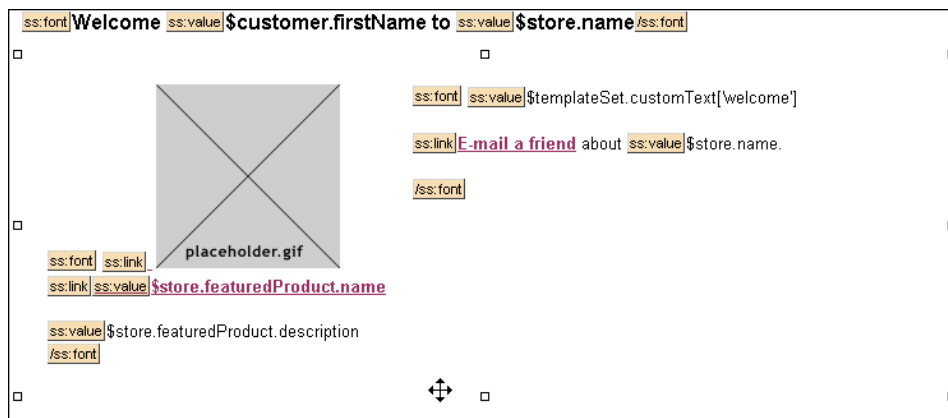 ss:font Welcome ss:value $customer.firstName to ss:value $store.name /ss:font
placeholder.gif
ss:font ss:link
ss:link ss:value $store.featuredProduct.name
ss:value $store.featuredProduct.description
/ss:font
ss:font ss:value $templateSet.customText['welcome']
ss:link E-mail a friend about ss:value $store.name.
/ss:font